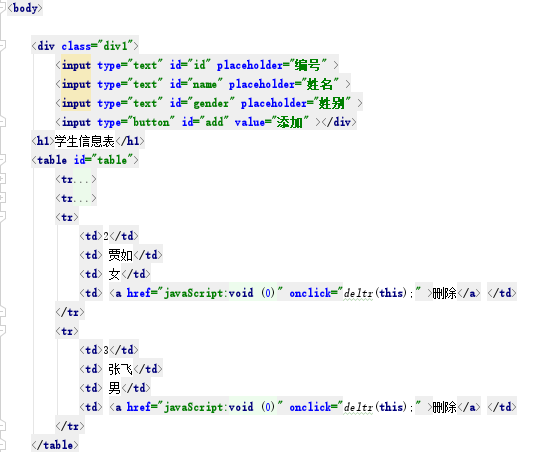 <body>
<div class="div1">
<input type="text" id="id" placeholder="编号" >
<input type="text" id="name" placeholder="姓名" >
<input type="text" id="gender" placeholder="姓别" >
<input type="button" id="add" value="添加" ></div>
<h1>学生信息表</h1>
<table id="table">
<tr...>
<tr...>
<tr>
<td>2</td>
<td> 贾如</td>
<td> 女</td>
<td> <a href="javaScript:void (0)" onclick="deltr(this);" >删除</a> </td>
</tr>
<tr>
<td>3</td>
<td> 张飞</td>
<td> 男</td>
<td> <a href="javaScript:void (0)" onclick="deltr(this);" >删除</a> </td>
</tr>
</table>